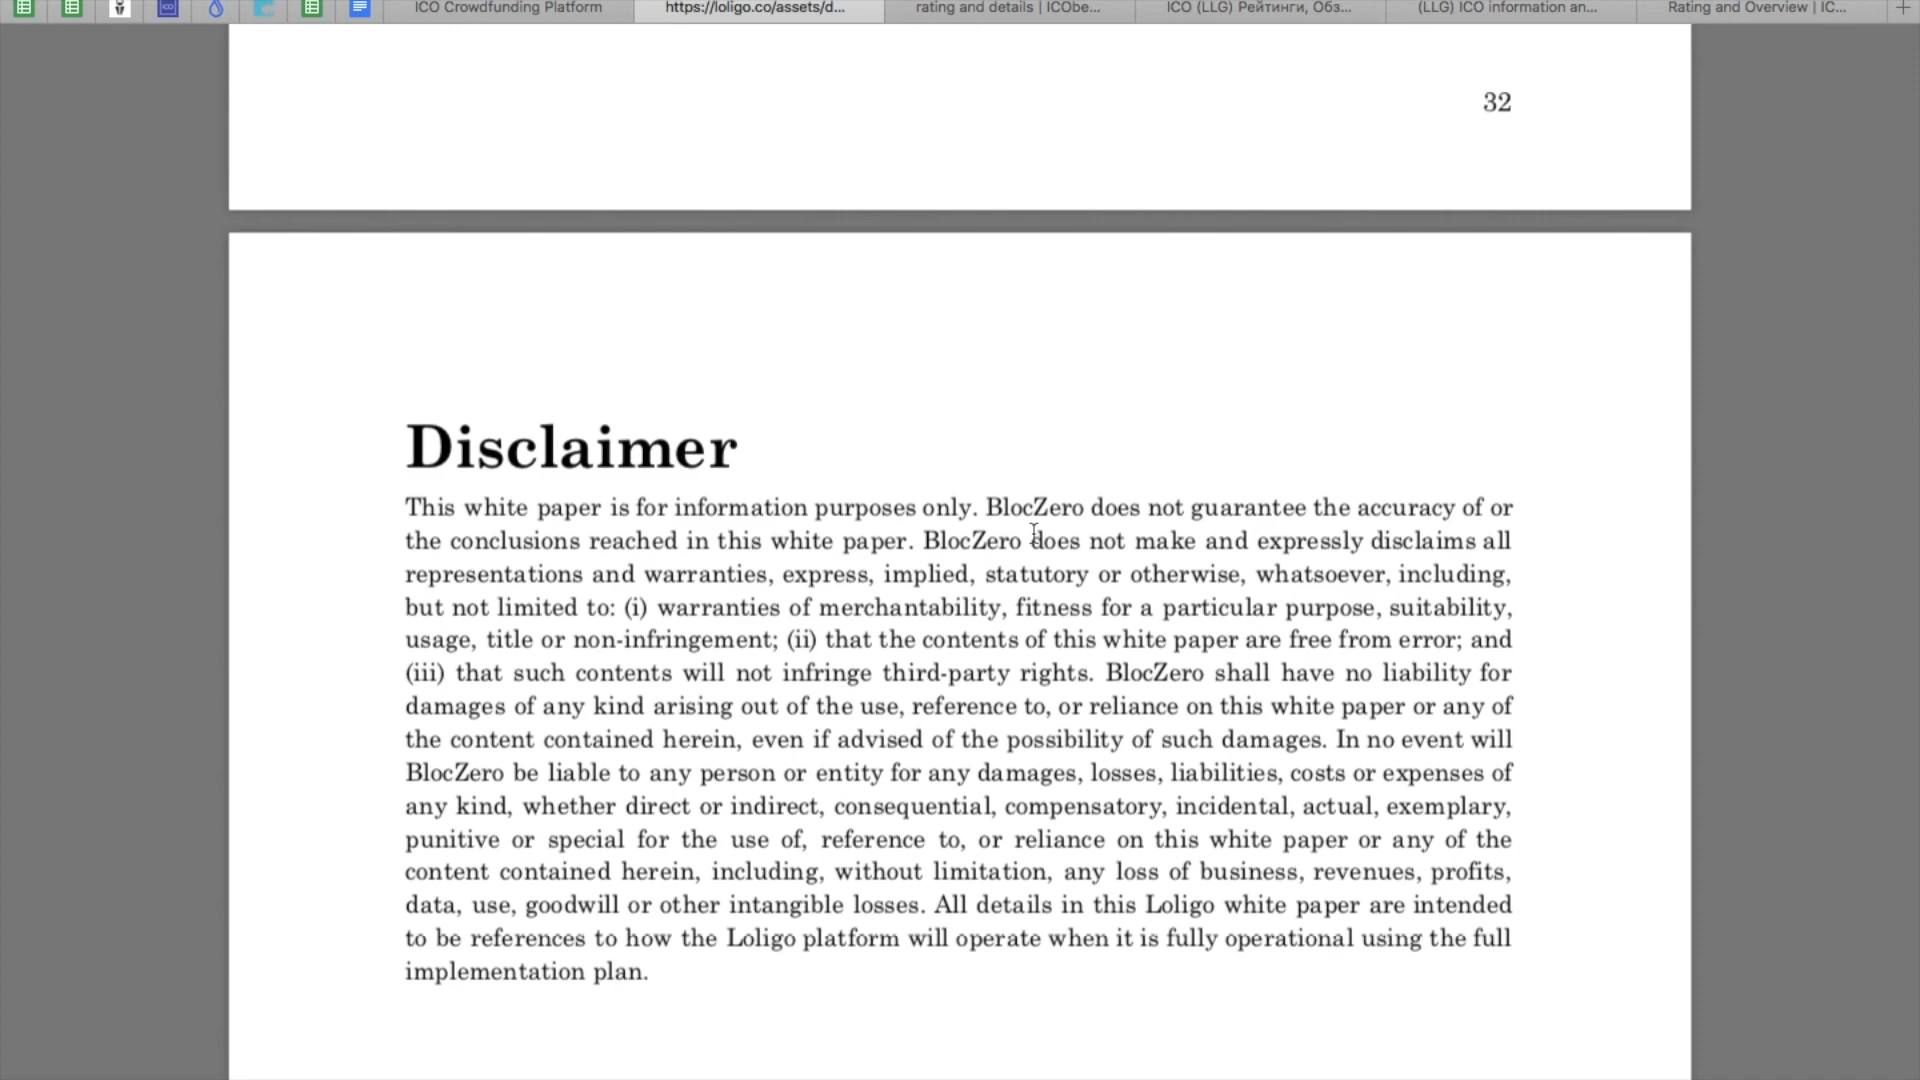 ICO Crowdfunding Platform
https://loligo.co/assets/d...
rating and details | ICObe...
ICO (LLG) Рейтинги, Обз...
(LLG) ICO information an...
Rating and Overview | IC...
32
Disclaimer
This white paper is for information purposes only. BlocZero does not guarantee the accuracy of or
the conclusions reached in this white paper. BlocZero does not make and expressly disclaims all
representations and warranties, express, implied, statutory or otherwise, whatsoever, including,
but not limited to: (i) warranties of merchantability, fitness for a particular purpose, suitability,
usage, title or non-infringement; (ii) that the contents of this white paper are free from error; and
(iii) that such contents will not infringe third-party rights. BlocZero shall have no liability for
damages of any kind arising out of the use, reference to, or reliance on this white paper or any of
the content contained herein, even if advised of the possibility of such damages. In no event will
BlocZero be liable to any person or entity for any damages, losses, liabilities, costs or expenses of
any kind, whether direct or indirect, consequential, compensatory, incidental, actual, exemplary,
punitive or special for the use of, reference to, or reliance on this white paper or any of the
content contained herein, including, without limitation, any loss of business, revenues, profits,
data, use, goodwill or other intangible losses. All details in this Loligo white paper are intended
to be references to how the Loligo platform will operate when it is fully operational using the full
implementation plan.